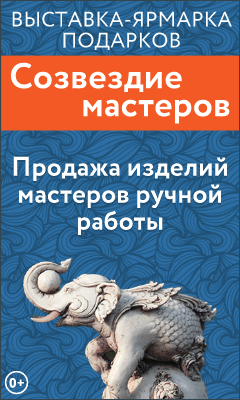 ВЫСТАВКА-ЯРМАРКА
ПОДАРКОВ
Созвездие
мастеров
Продажа изделий
мастеров ручной
работы
0+